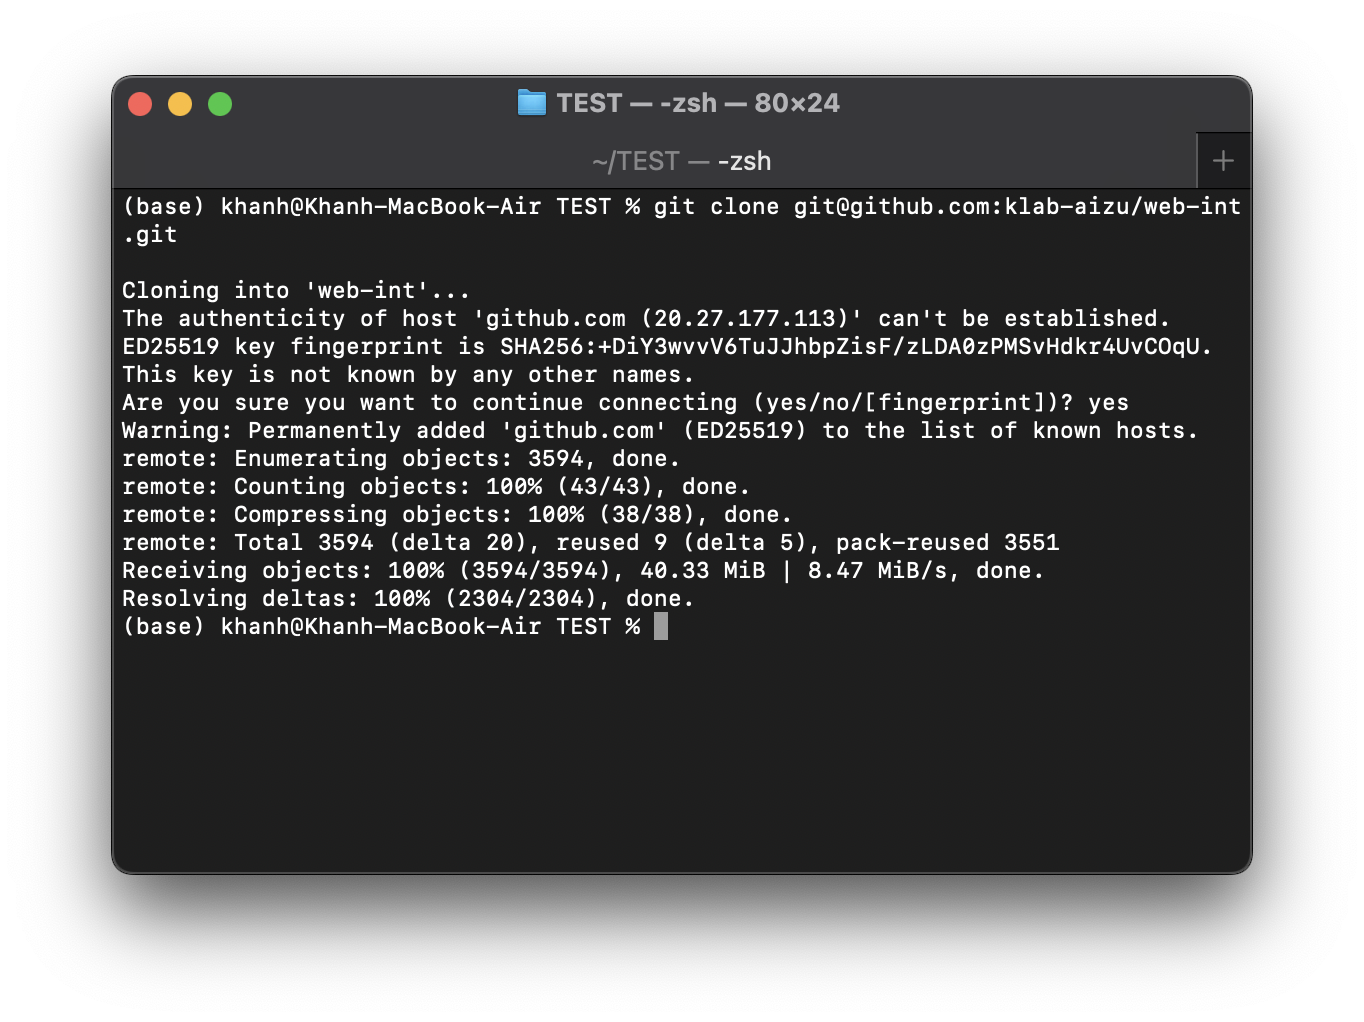 TEST — -zsh — 80×24
~/TEST — -zsh
(base) khanh@Khanh-MacBook-Air TEST % git clone git@github.com:klab-aizu/web-int
.git
Cloning into 'web-int'...
The authenticity of host 'github.com (20.27.177.113)' can't be established.
ED25519 key fingerprint is SHA256:+DiY3wvvV6TuJJhbpZisF/zLDA0zPMSvHdkr4UvCOqU.
This key is not known by any other names.
Are you sure you want to continue connecting (yes/no/[fingerprint])? yes
Warning: Permanently added 'github.com' (ED25519) to the list of known hosts.
remote: Enumerating objects: 3594, done.
remote: Counting objects: 100% (43/43), done.
remote: Compressing objects: 100% (38/38), done.
remote: Total 3594 (delta 20), reused 9 (delta 5), pack-reused 3551
Receiving objects: 100% (3594/3594), 40.33 MiB | 8.47 MiB/s, done.
Resolving deltas: 100% (2304/2304), done.
(base) khanh@Khanh-MacBook-Air TEST %